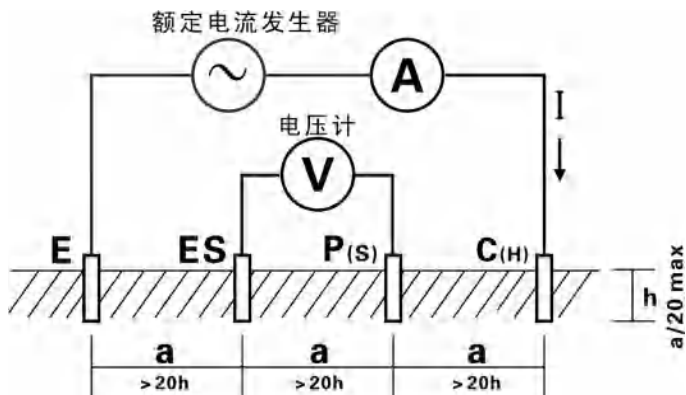 额定电流发生器
A
I
电压计
V
E ES P(S) C(H)
h
a/20 max
a a a
>20h >20h >20h